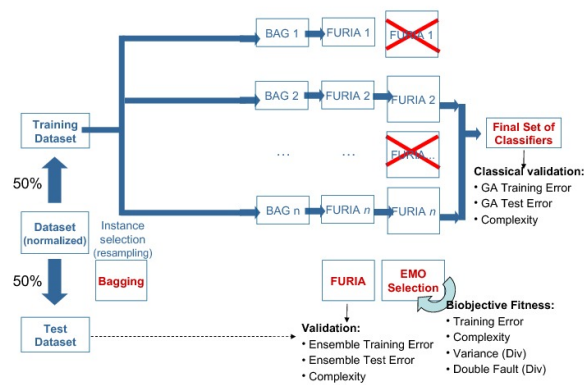 BAG 1
FURIA 1
FURIA 1
BAG 2
FURIA 2
FURIA 2
Training
Dataset
Final Set of
Classifiers
...
...
FURIA...
50%
Classical validation:
• GA Training Error
• GA Test Error
• Complexity
BAG n
FURIA n
FURIA n
Dataset
(normalized)
Instance
selection
(resampling)
50%
Bagging
FURIA
EMO
Selection
Biobjective Fitness:
• Training Error
• Complexity
• Variance (Div)
• Double Fault (Div)
Test
Dataset
Validation:
• Ensemble Training Error
• Ensemble Test Error
• Complexity